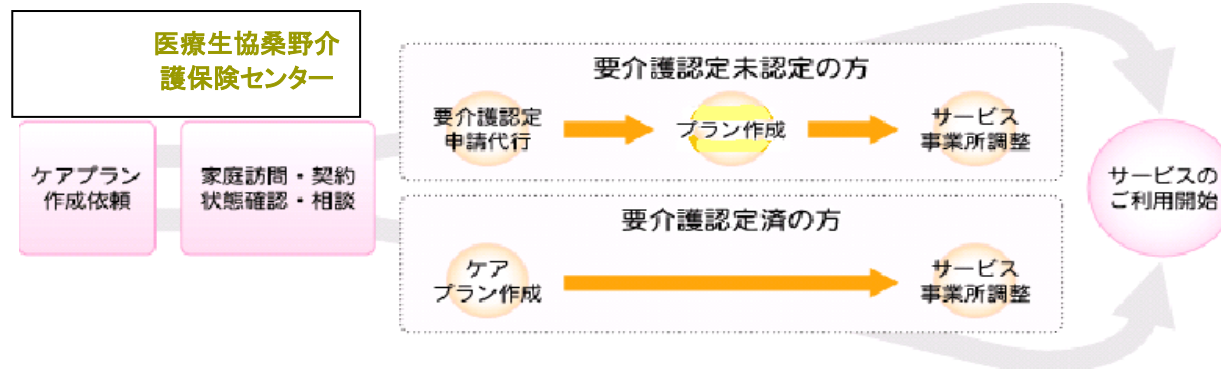 医療生協桑野介
護保険センター
ケアプラン
作成依頼
家庭訪問・契約
状態確認・相談
要介護認定未認定の方
要介護認定
申請代行
プラン作成
サービス
事業所調整
要介護認定済の方
ケア
プラン作成
サービス
事業所調整
サービスの
ご利用開始